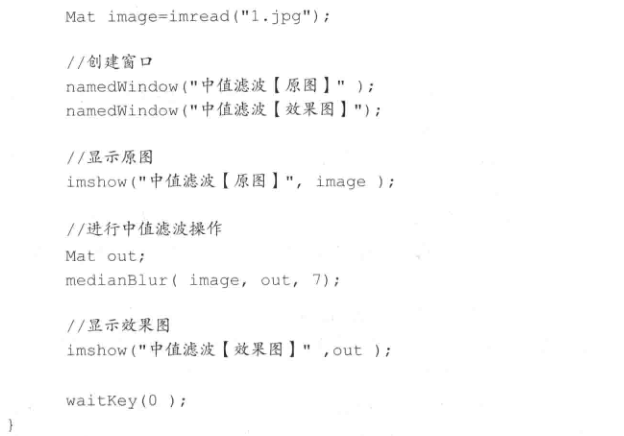 Mat image=imread("1.jpg");
//创建窗口
namedWindow("中值滤波【原图】" );
namedWindow("中值滤波【效果图】");
//显示原图
imshow("中值滤波【原图】", image );
//进行中值滤波操作
Mat out;
medianBlur( image, out, 7);
//显示效果图
imshow("中值滤波【效果图】" ,out );
waitKey(0 );
}